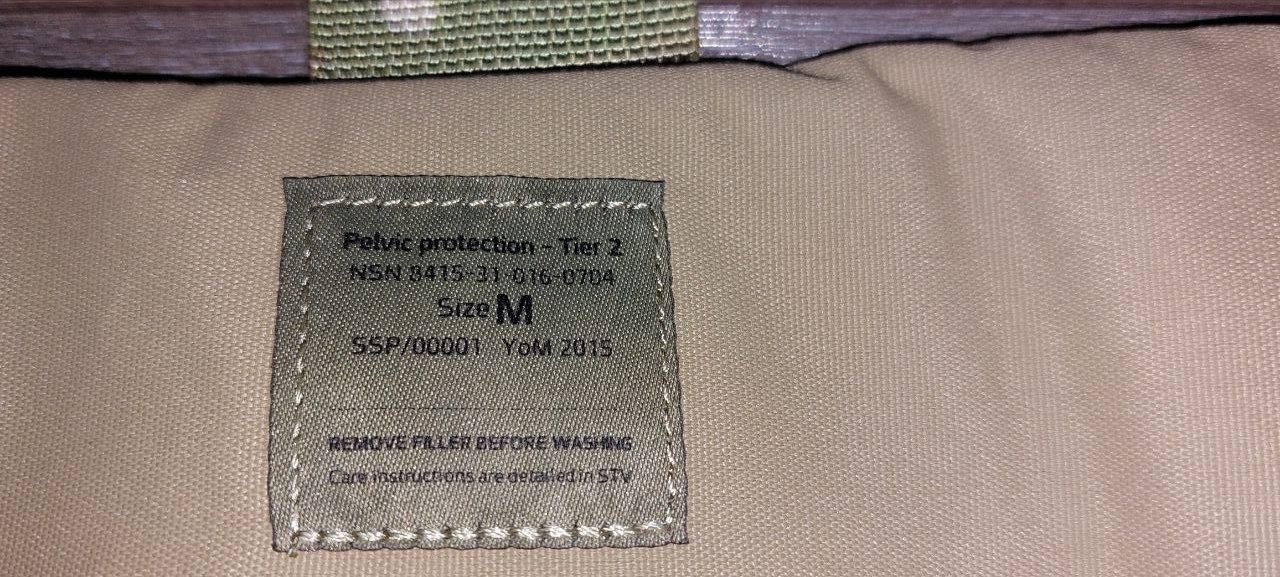 Pelvic protection - Tier 2
NSN 8415-31-016-0704
Size M
SSP/00001 YoM 2015
REMOVE FILLER BEFORE WASHING
Care instructions are detailed in STV